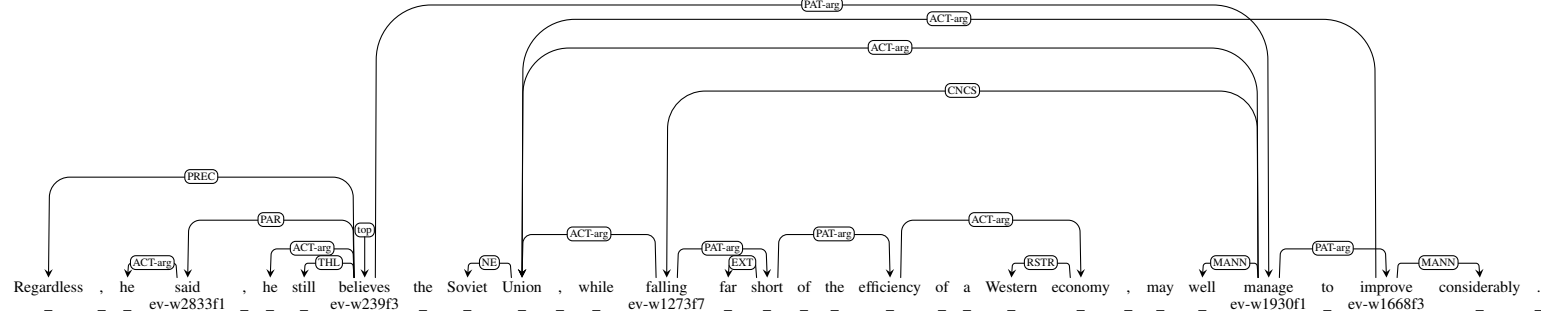 PAT-arg
ACT-arg
ACT-arg
CNCS
PREC
PAR ACT-arg
top
ACT-arg PAT-arg ACT-arg PAT-arg
ACT-arg THL NE EXT RSTR MANN MANN
Regardless , he said , he still believes the Soviet Union , while falling far short of the efficiency of a Western economy , may well manage to improve considerably .
_ _ _ ev-w2833f1 _ _ _ ev-w239f3 _ _ _ _ _ ev-w1273f7 _ _ _ _ _ _ _ _ _ _ _ _ ev-w1930f1 _ ev-w1668f3 _ _